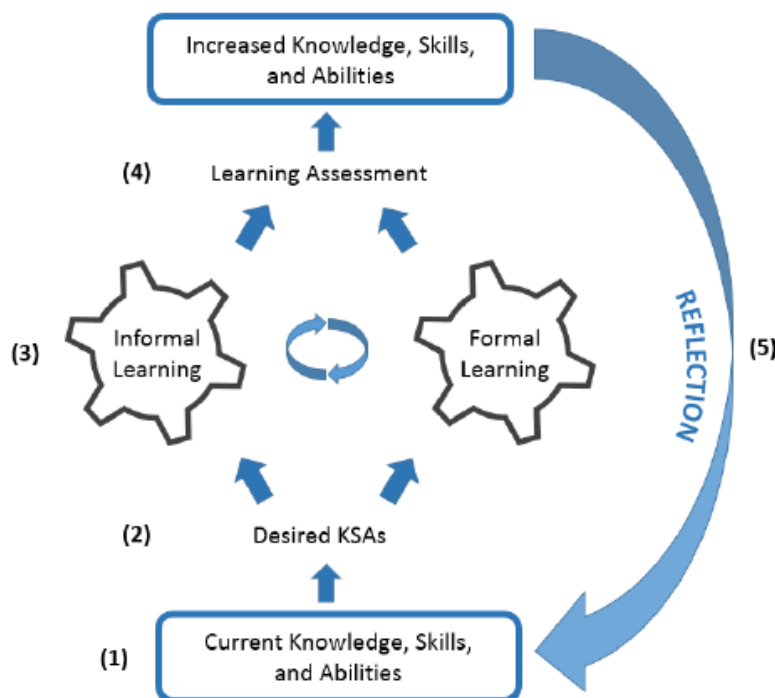 Increased Knowledge, Skills,
and Abilities
(4) Learning Assessment
(3) Informal
Learning
Formal
Learning
REFLECTION
(5)
(2) Desired KSAs
(1) Current Knowledge, Skills,
and Abilities